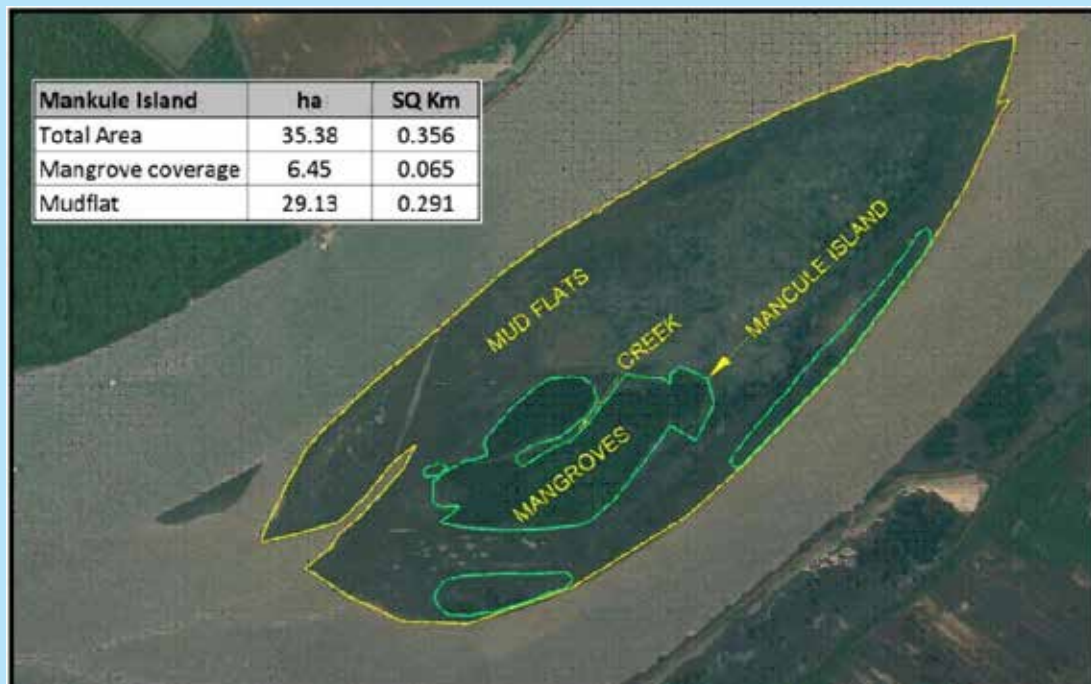 Mankule Island ha SQ Km
Total Area 35.38 0.356
Mangrove coverage 6.45 0.065
Mudflat 29.13 0.291
MUD FLATS
CREEK
MANCULE ISLAND
MANGROVES